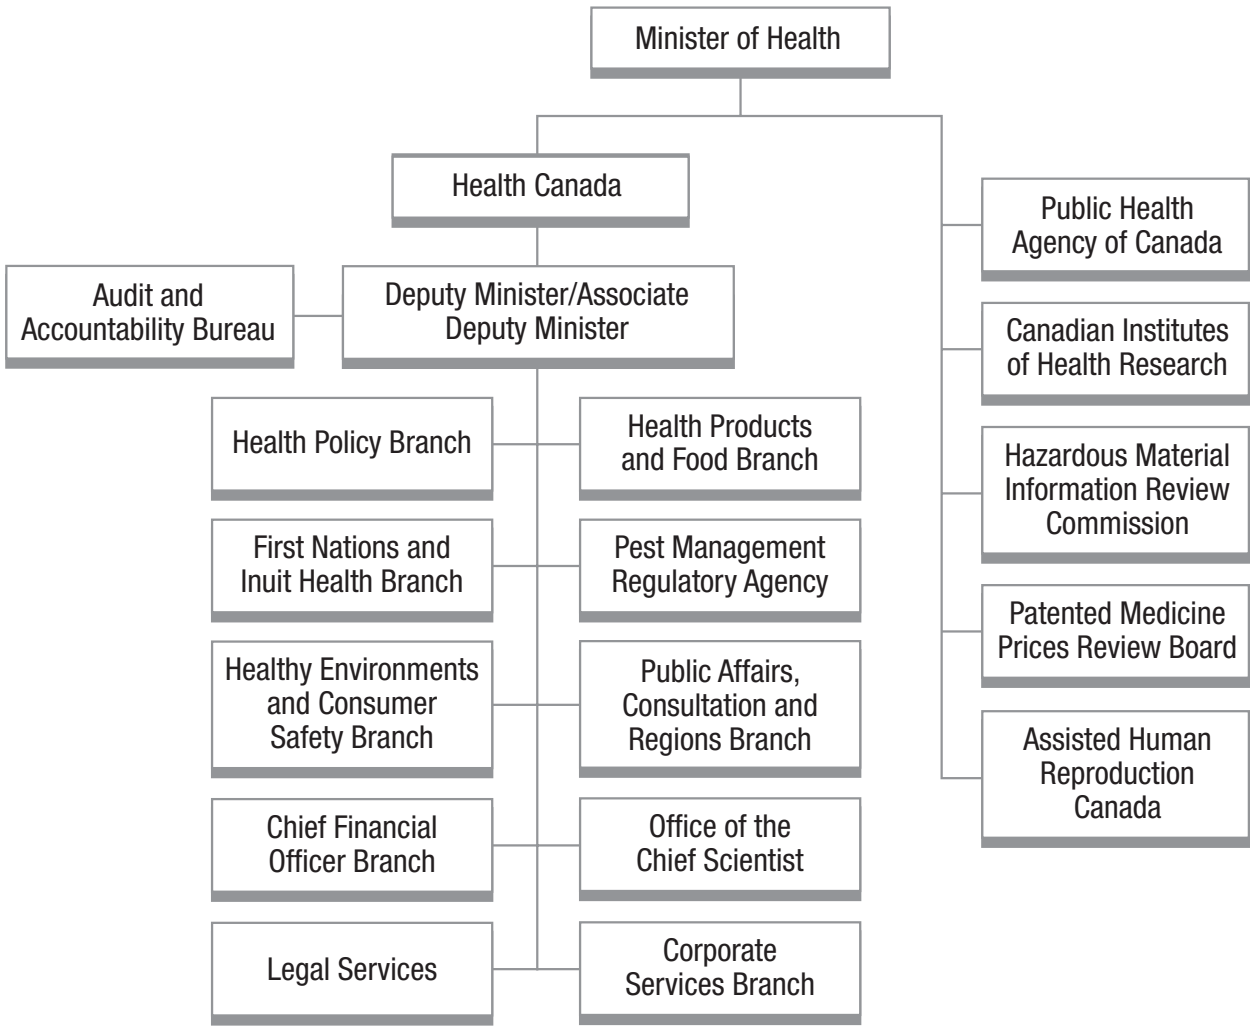 Minister of Health
Health Canada
Public Health
Agency of Canada
Audit and
Accountability Bureau
Deputy Minister/Associate
Deputy Minister
Canadian Institutes
of Health Research
Health Policy Branch
Health Products
and Food Branch
Hazardous Material
Information Review
Commission
First Nations and
Inuit Health Branch
Pest Management
Regulatory Agency
Patented Medicine
Prices Review Board
Healthy Environments
and Consumer
Safety Branch
Public Affairs,
Consultation and
Regions Branch
Assisted Human
Reproduction
Canada
Chief Financial
Officer Branch
Office of the
Chief Scientist
Legal Services
Corporate
Services Branch